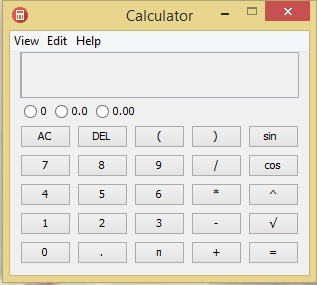 Calculator
View Edit Help
0 0.0 0.00
AC DEL ( ) sin
7 8 9 / cos
4 5 6 * ^
1 2 3 - √
0 . π + =